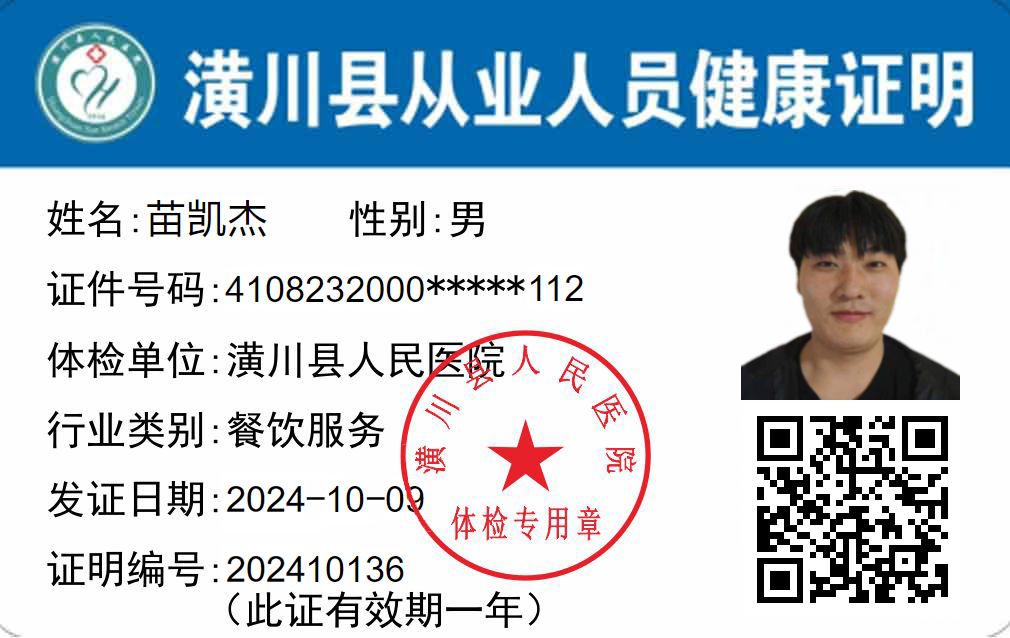 潢川县从业人员健康证明
姓名:苗凯杰 性别:男
证件号码:4108232000*****112
体检单位:潢川县人民医院
行业类别:餐饮服务
发证日期:2024-10-09
证明编号:202410136
（此证有效期一年）
潢川县人民医院
体检专用章